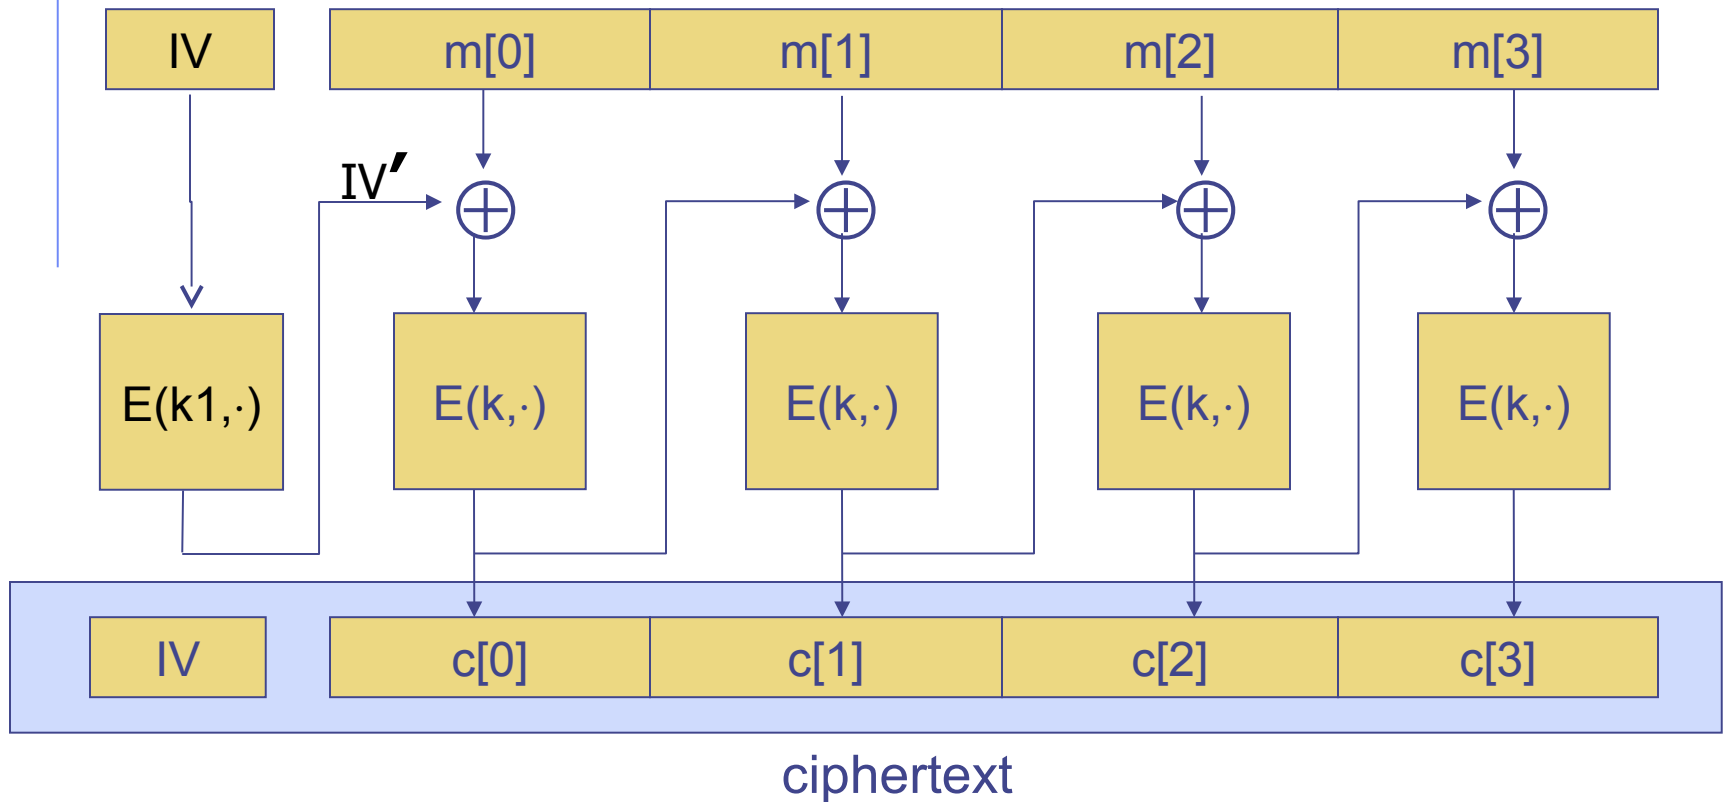 IV m[0] m[1] m[2] m[3]
IV′
E(k1,·) E(k,·) E(k,·) E(k,·) E(k,·)
IV c[0] c[1] c[2] c[3]
ciphertext